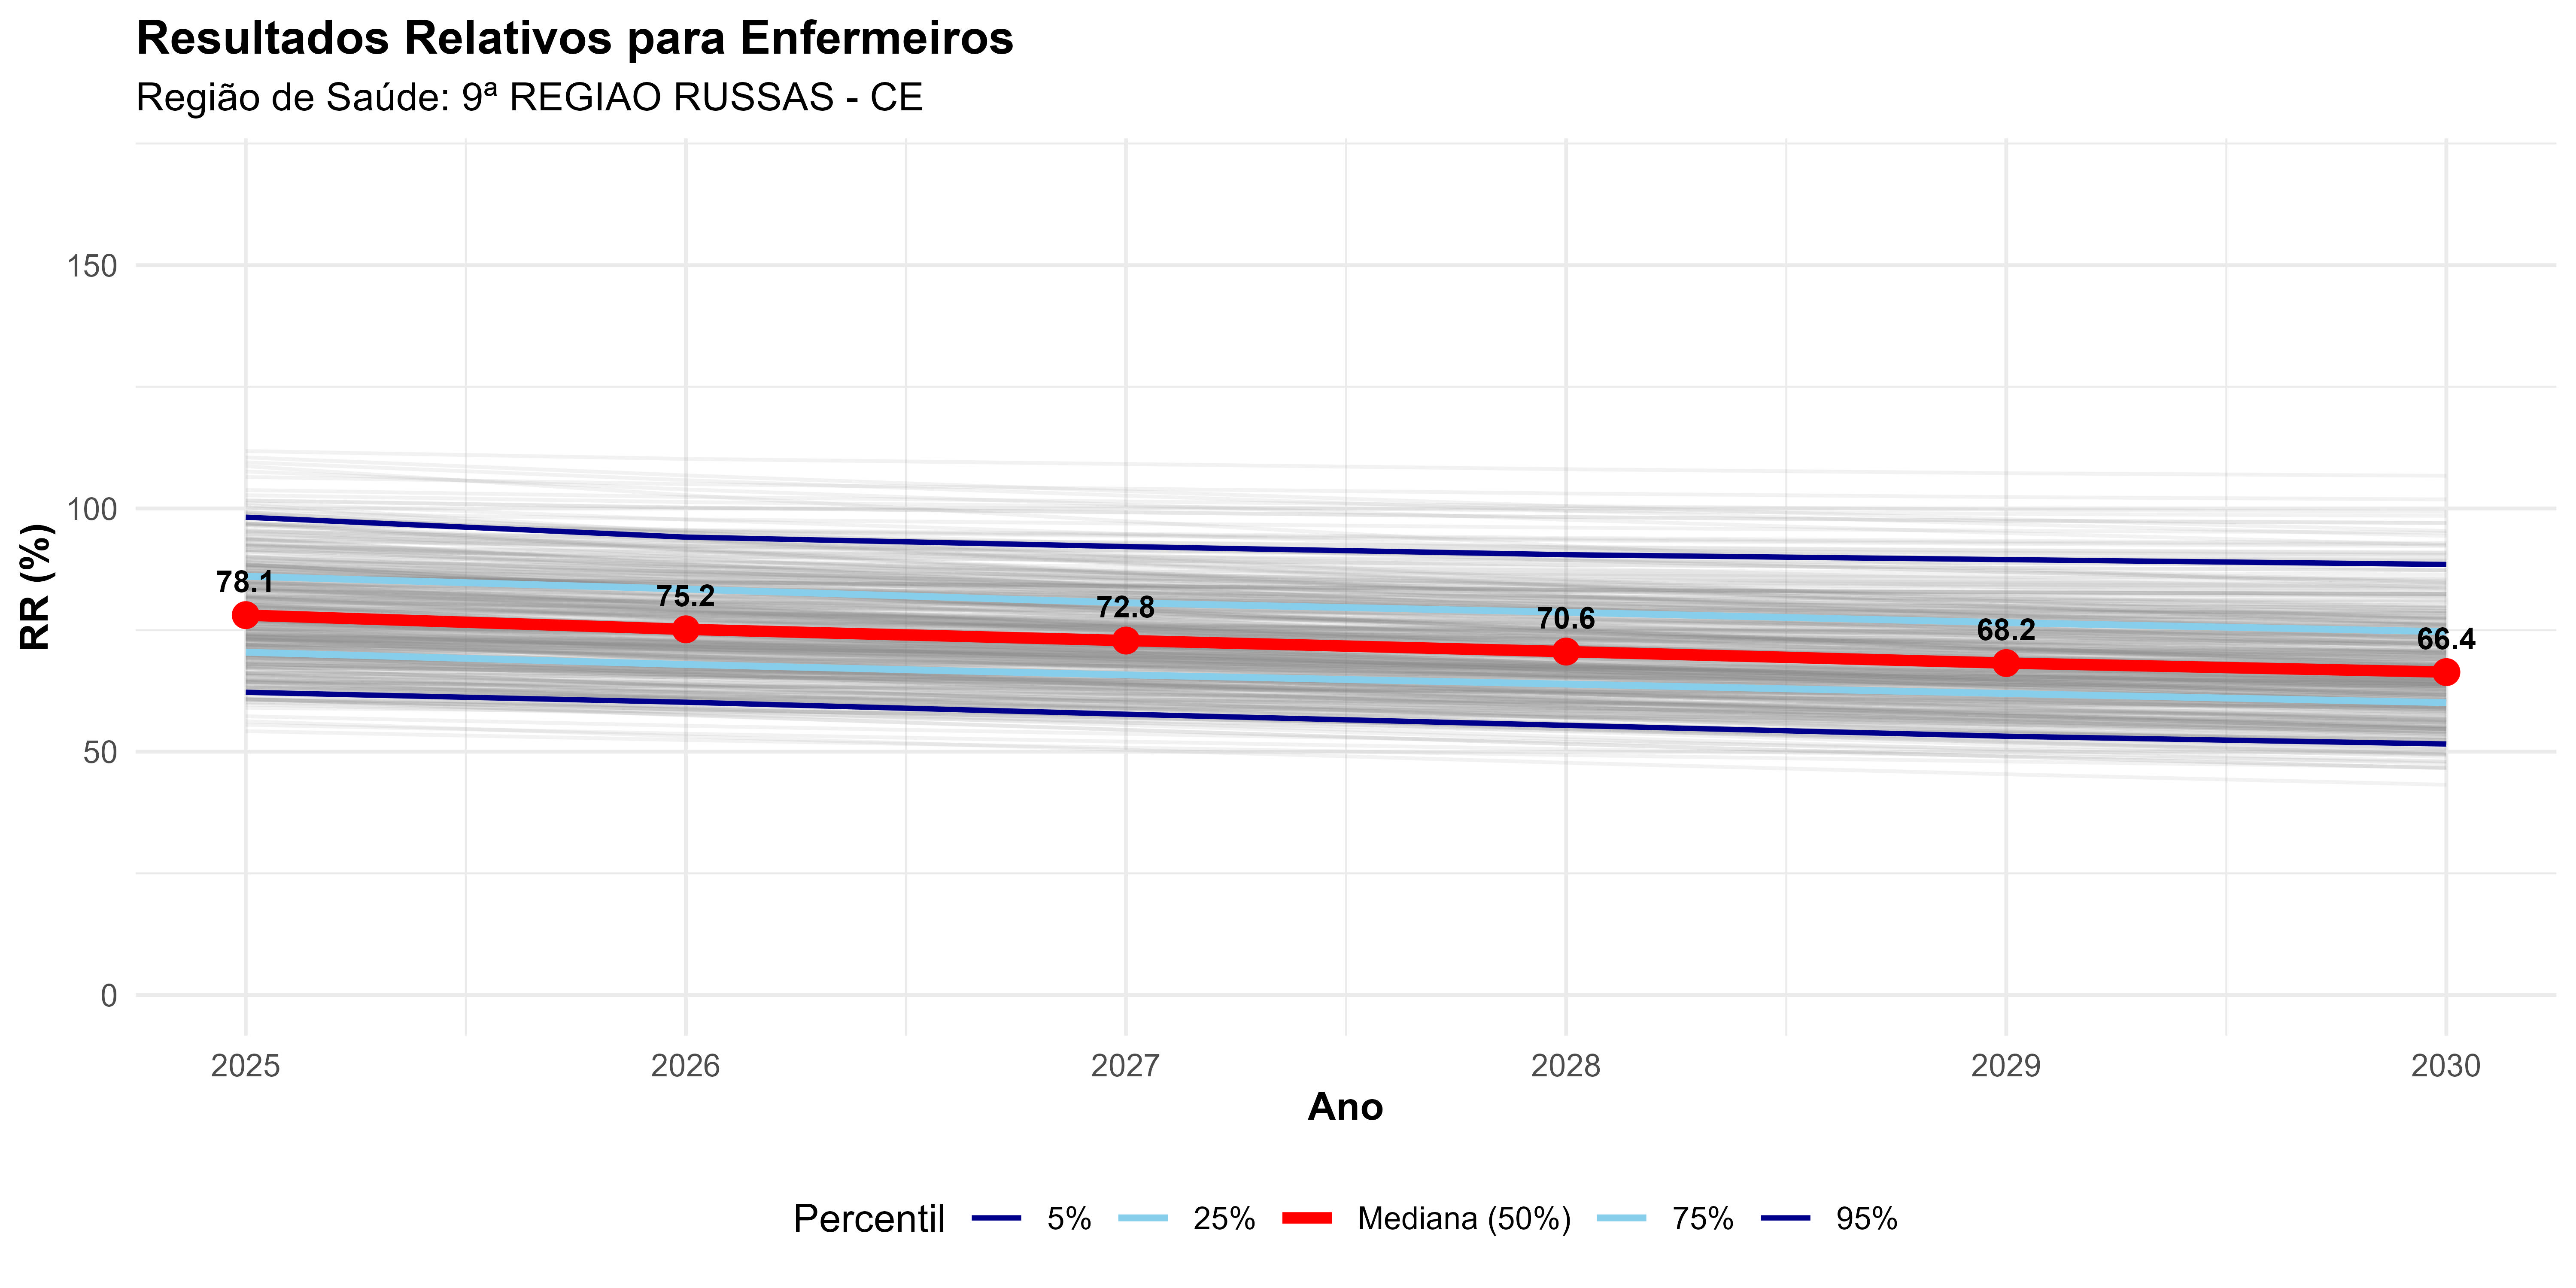 Resultados Relativos para Enfermeiros
Região de Saúde: 9ª REGIAO RUSSAS - CE
RR (%)
150
100
50
0
78.1
75.2
72.8
70.6
68.2
66.4
2025 2026 2027 2028 2029 2030
Ano
Percentil 5% 25% Mediana (50%) 75% 95%